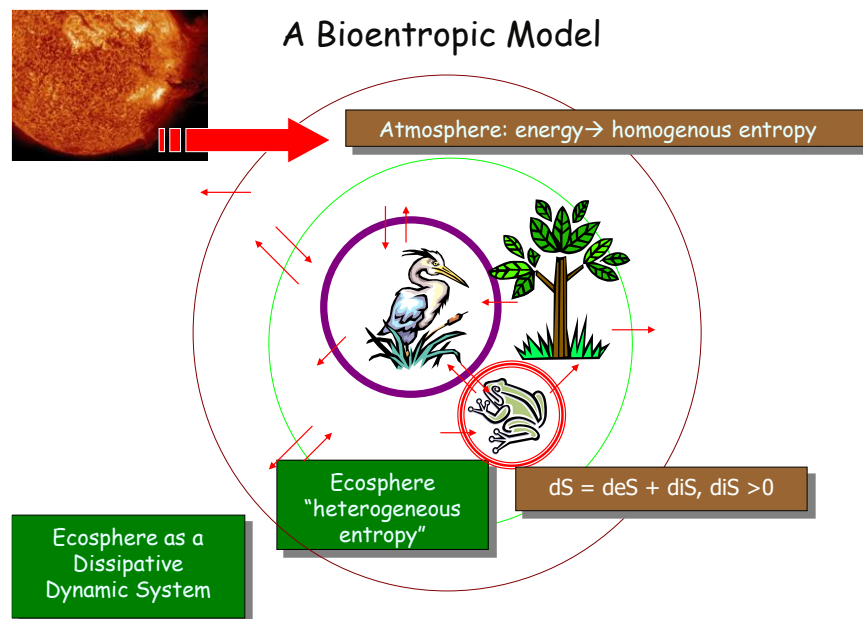 A Bioentropic Model
Atmosphere: energy→ homogenous entropy
Ecosphere
“heterogeneous
entropy”
dS = deS + diS, diS >0
Ecosphere as a
Dissipative
Dynamic System